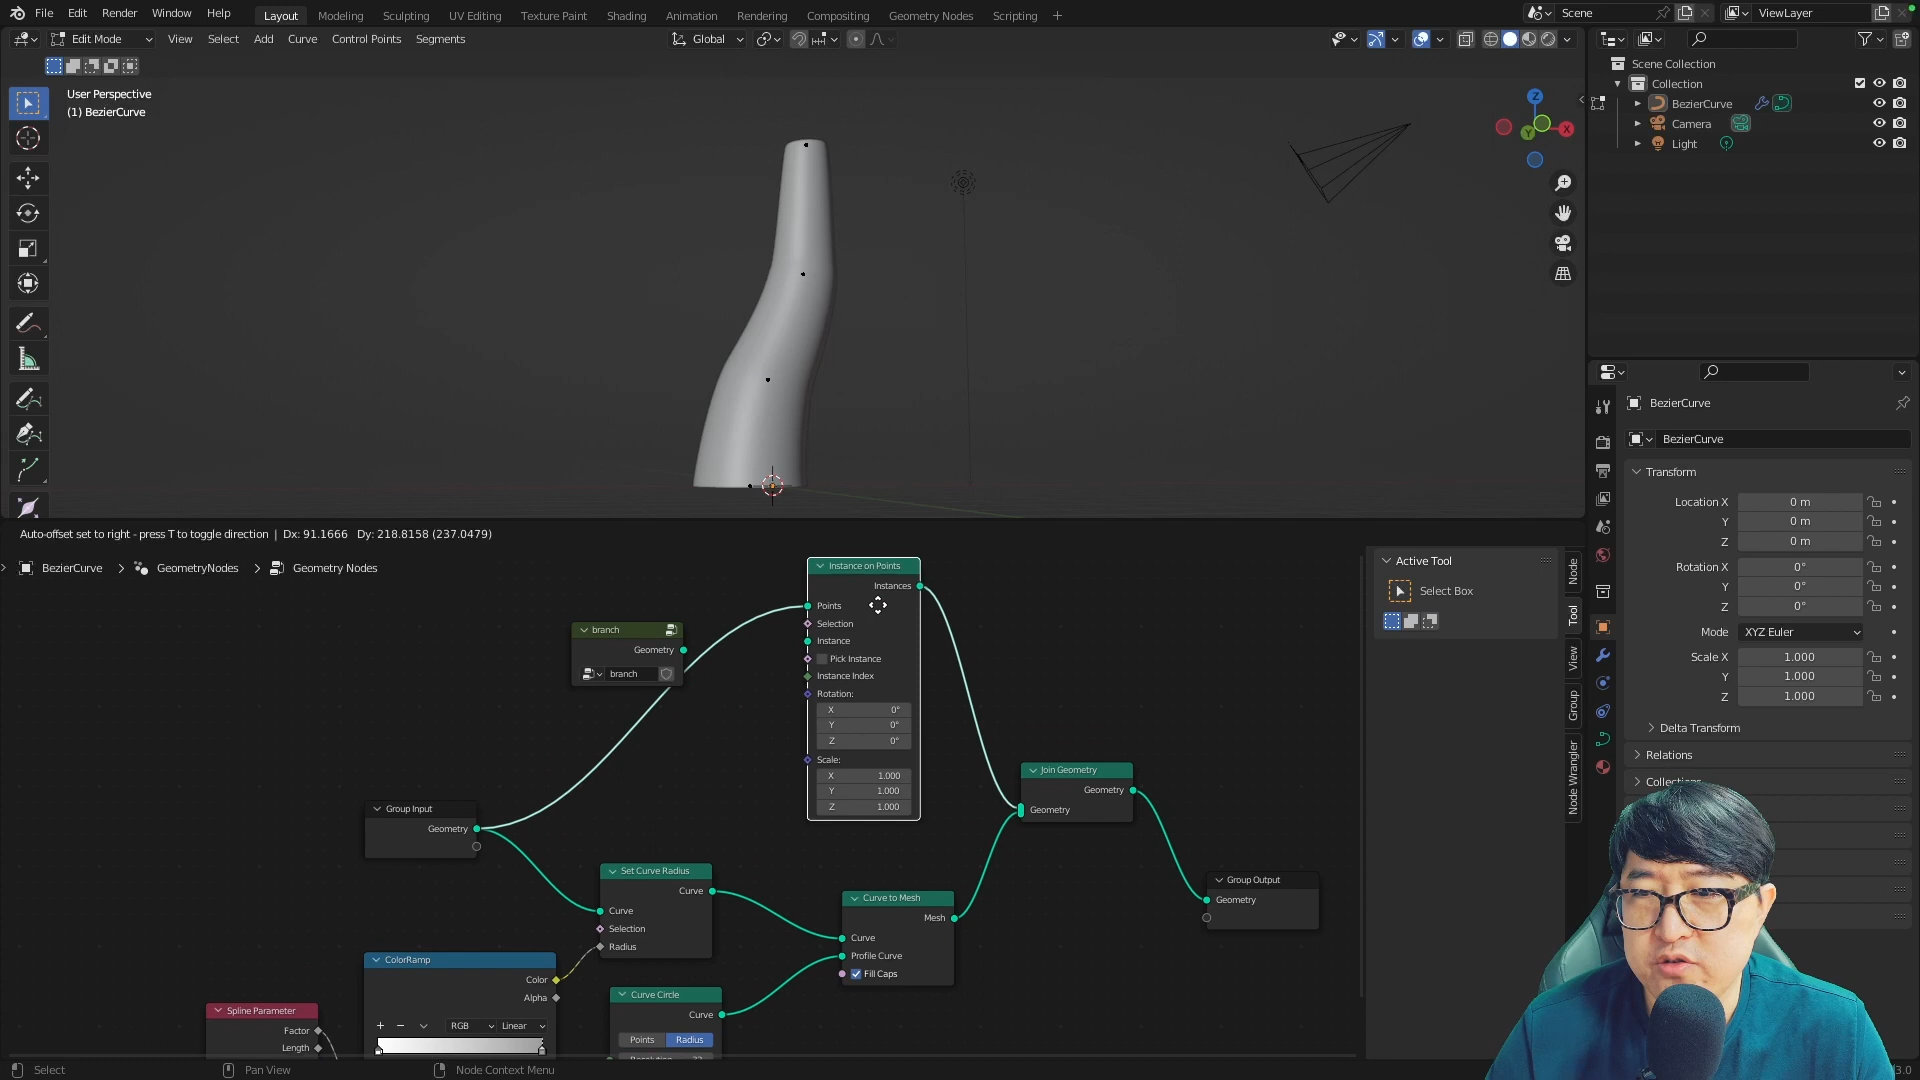 File Edit Render Window Help Layout Modeling Sculpting UV Editing Texture Paint Shading Animation Rendering Compositing Geometry Nodes Scripting + Scene ViewLayer
Edit Mode View Select Add Curve Control Points Segments Global
User Perspective
(1) BezierCurve
Z
X
Y
Scene Collection
Collection
BezierCurve
Camera
Light
BezierCurve
BezierCurve
Transform
Location X 0 m
Y 0 m
Z 0 m
Rotation X 0°
Y 0°
Z 0°
Mode XYZ Euler
Scale X 1.000
Y 1.000
Z 1.000
Delta Transform
Relations
Collections
Auto-offset set to right - press T to toggle direction | Dx: 91.1666 Dy: 218.8158 (237.0479)
BezierCurve > GeometryNodes > Geometry Nodes
branch
Geometry
branch
Instance on Points
Instances
Points
Selection
Instance
Pick Instance
Instance Index
Rotation:
X 0°
Y 0°
Z 0°
Scale:
X 1.000
Y 1.000
Z 1.000
Join Geometry
Geometry
Geometry
Group Input
Geometry
Set Curve Radius
Curve
Curve
Selection
Radius
Curve to Mesh
Mesh
Curve
Profile Curve
Fill Caps
Group Output
Geometry
ColorRamp
Color
Alpha
+ − RGB Linear
Curve Circle
Curve
Points Radius
Spline Parameter
Factor
Length
Active Tool
Select Box
Node
Tool
View
Group
Node Wrangler
Select Pan View Node Context Menu